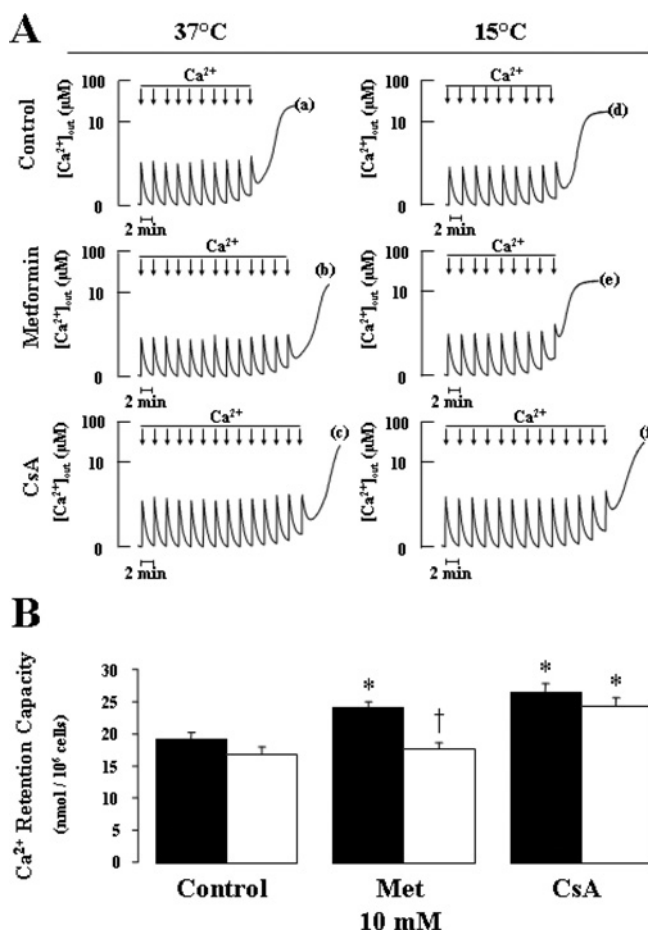 A
37°C 15°C
Control
[Ca²⁺]out (μM)
100
10
0
Ca²⁺
(a)
2 min
[Ca²⁺]out (μM)
100
10
0
Ca²⁺
(d)
2 min
Metformin
[Ca²⁺]out (μM)
100
10
0
Ca²⁺
(b)
2 min
[Ca²⁺]out (μM)
100
10
0
Ca²⁺
(e)
2 min
CsA
[Ca²⁺]out (μM)
100
10
0
Ca²⁺
(c)
2 min
[Ca²⁺]out (μM)
100
10
0
Ca²⁺
(f
2 min
B
Ca²⁺ Retention Capacity
(nmol / 10⁶ cells)
30
25
20
15
10
5
0
*
†
*
*
Control Met CsA
10 mM